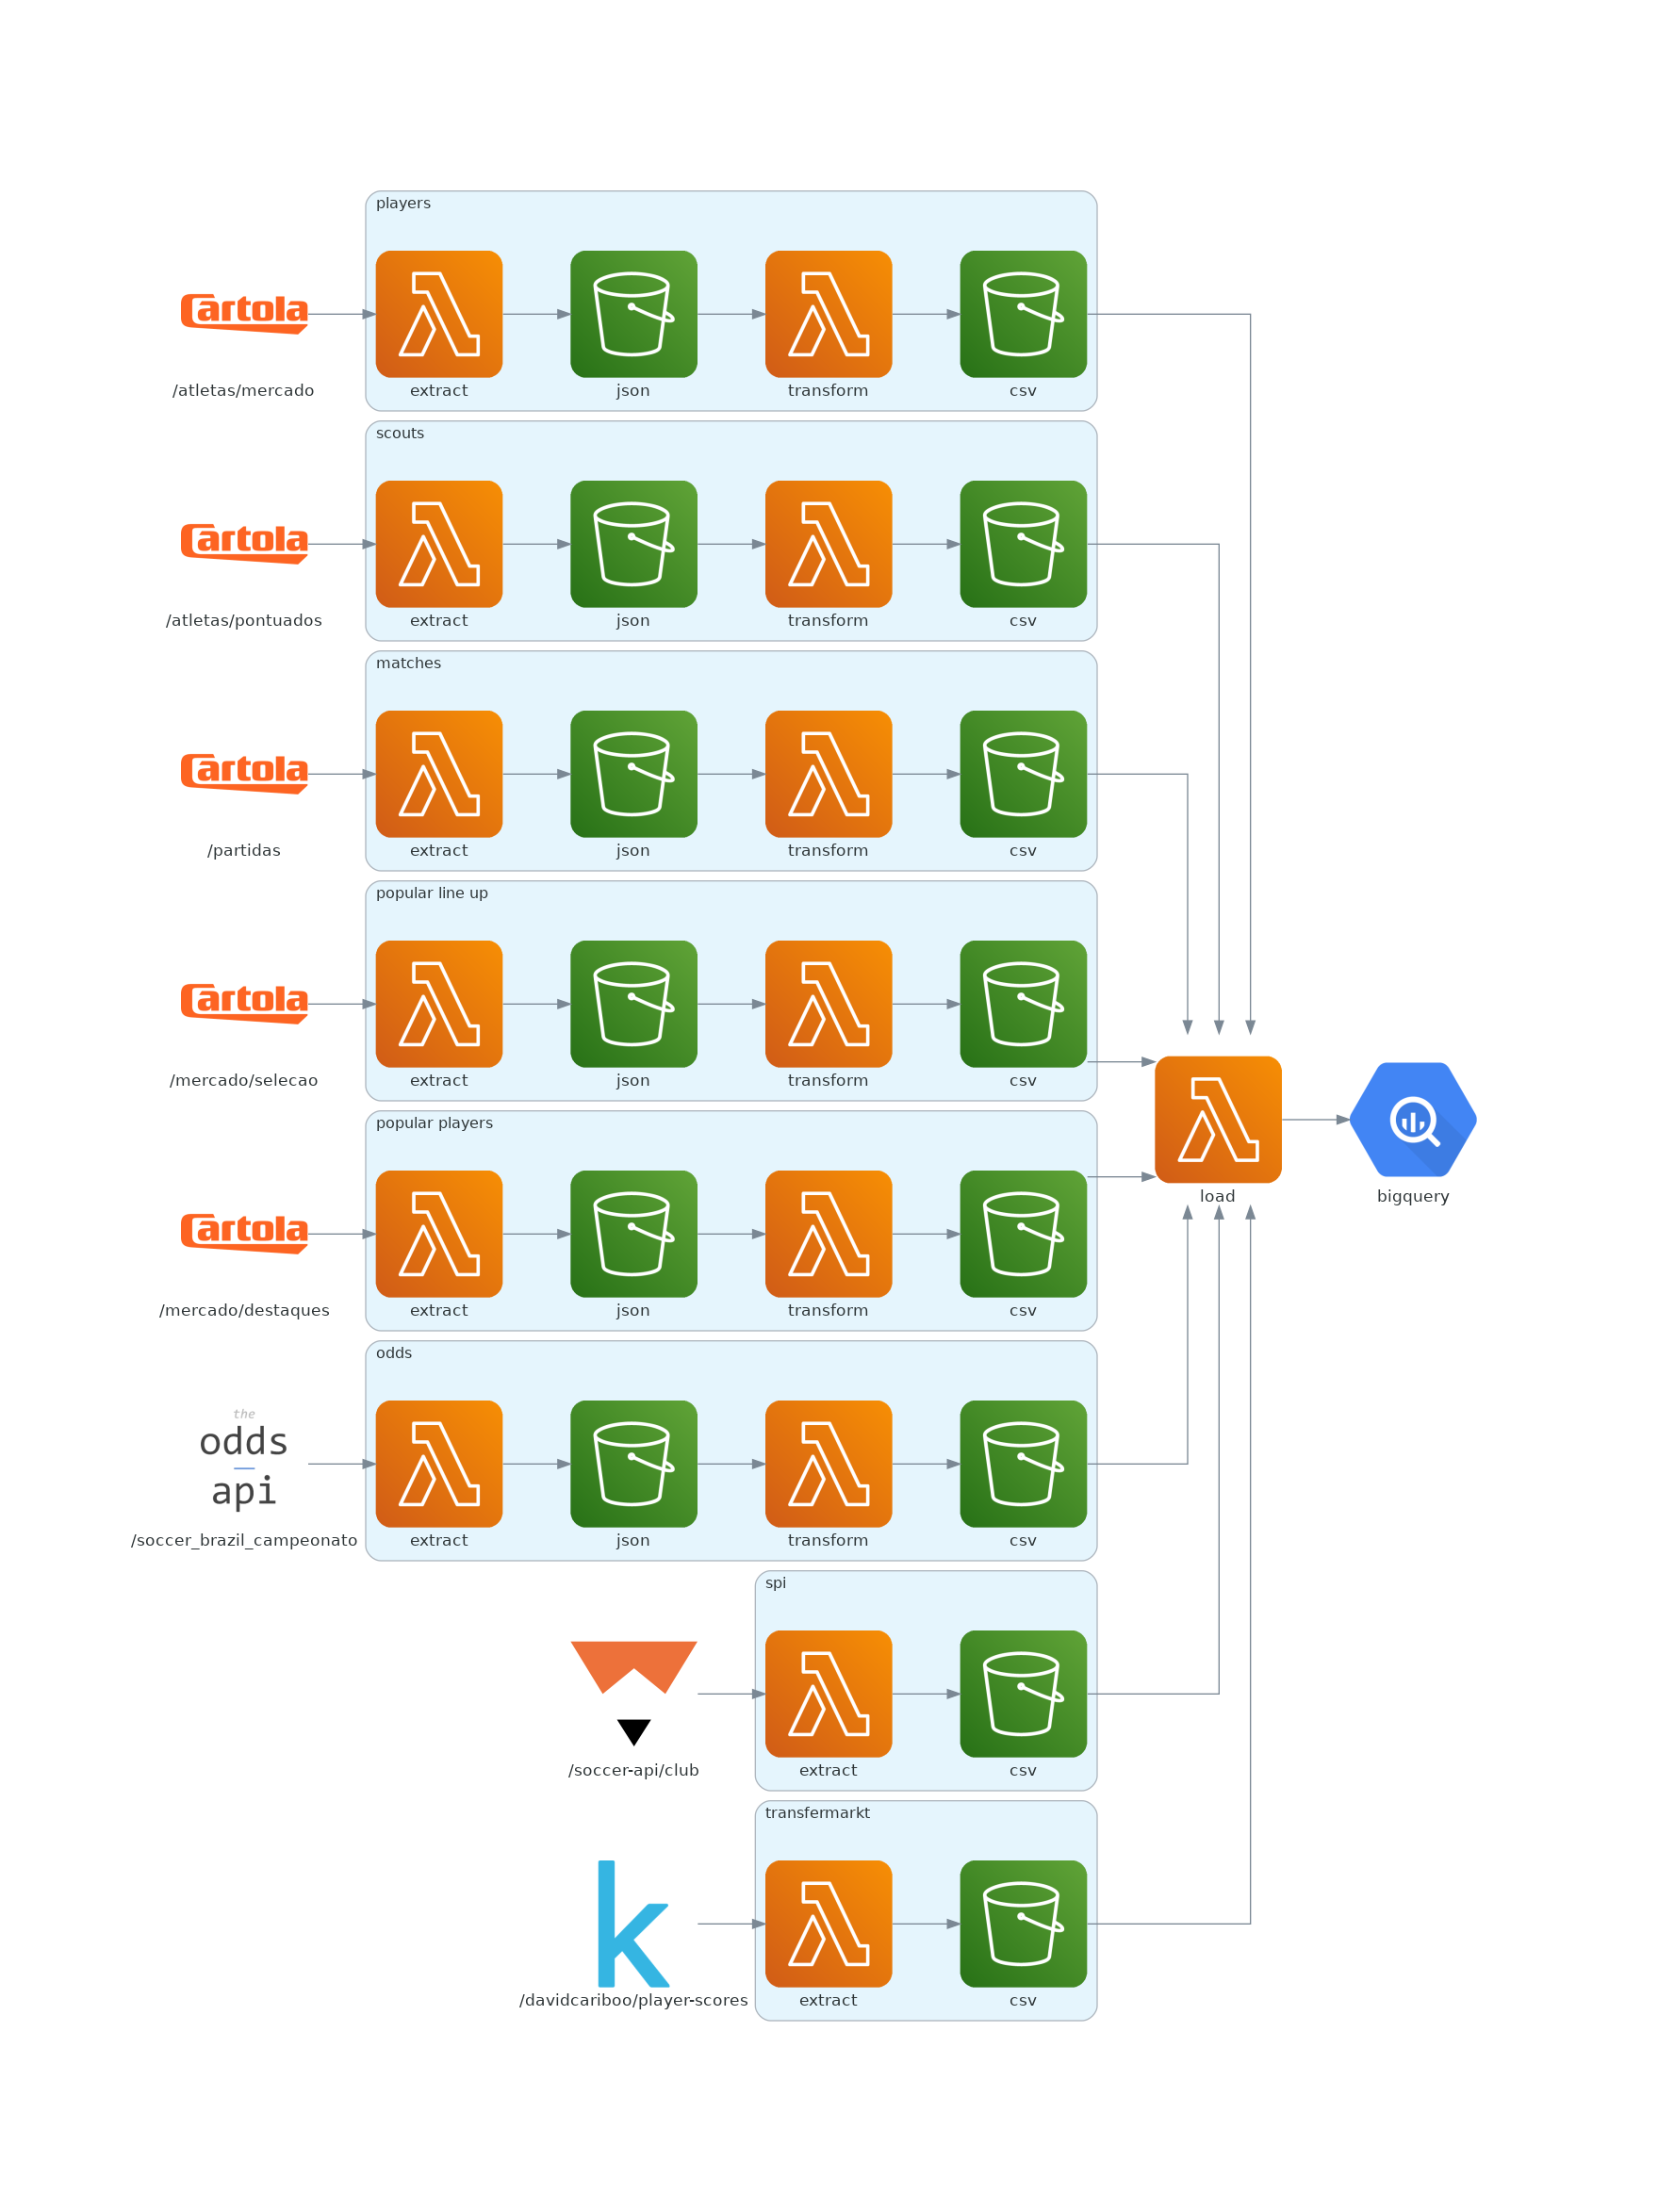 players
Cartola
/atletas/mercado
extract
json
transform
csv
scouts
Cartola
/atletas/pontuados
extract
json
transform
csv
matches
Cartola
/partidas
extract
json
transform
csv
popular line up
Cartola
/mercado/selecao
extract
json
transform
csv
popular players
Cartola
/mercado/destaques
extract
json
transform
csv
load
bigquery
odds
the
odds
api
/soccer_brazil_campeonato
extract
json
transform
csv
spi
/soccer-api/club
extract
csv
transfermarkt
k
/davidcariboo/player-scores
extract
csv